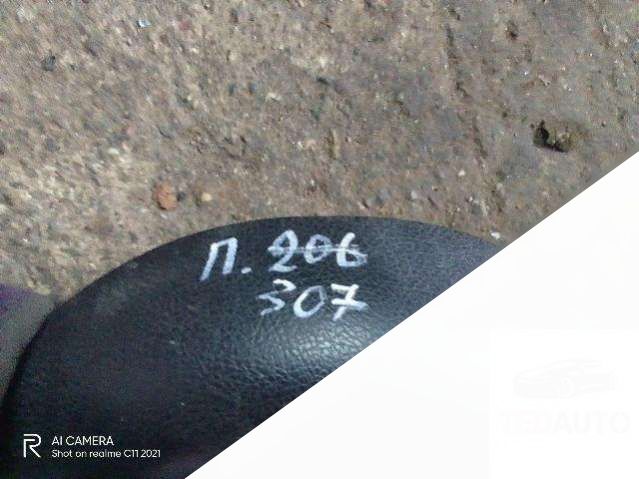 П. 206
307
AI CAMERA
Shot on realme C11 2021
TEDAUTO